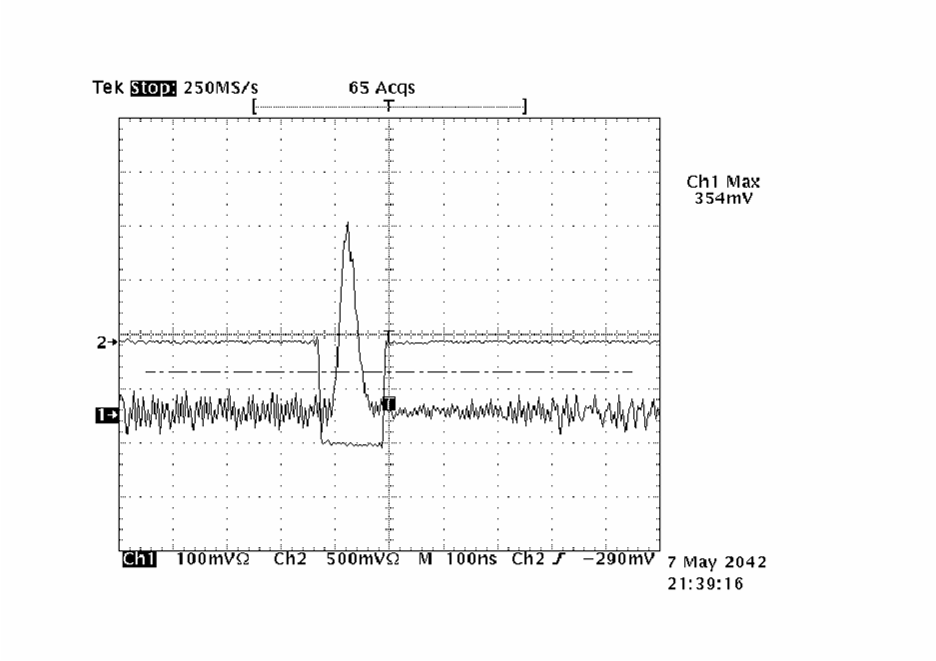 Tek Stop: 250MS/s 65 Acqs
[ T ]
Ch1 Max
354mV
2→
T
1→
Ch1 100mVΩ Ch2 500mVΩ M 100ns Ch2 ƒ −290mV
7 May 2042
21:39:16